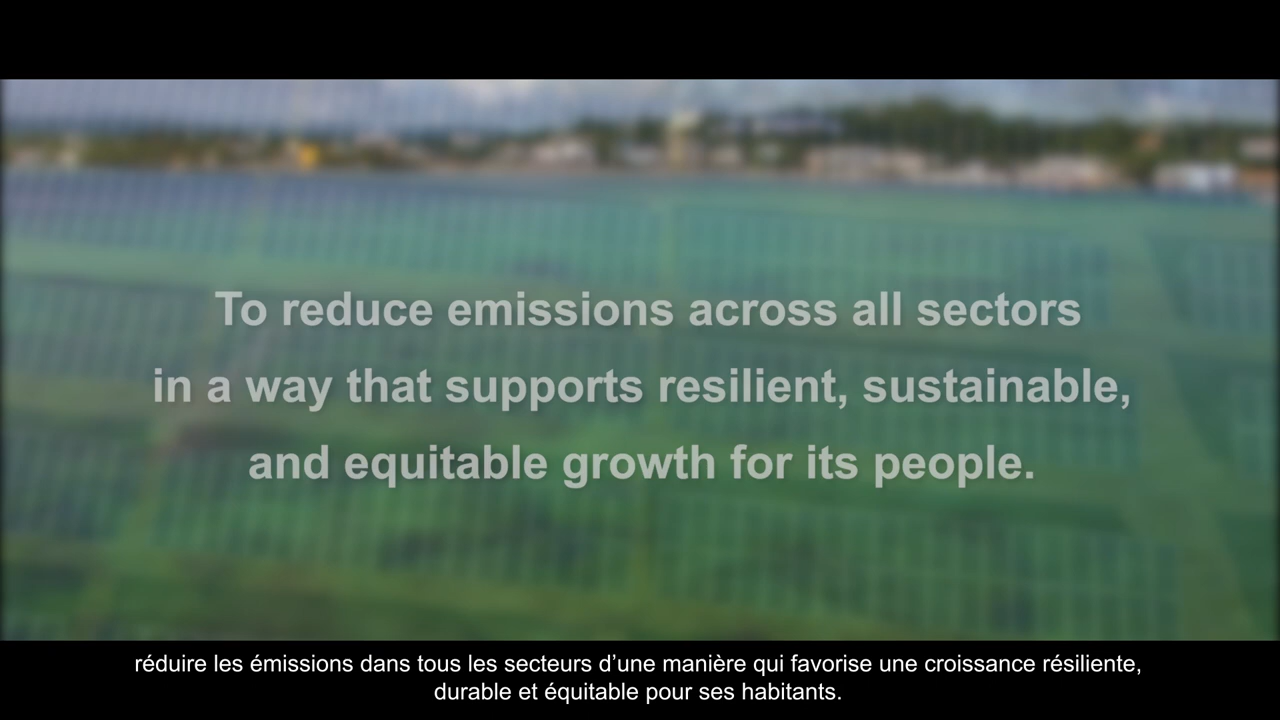 To reduce emissions across all sectors
in a way that supports resilient, sustainable,
and equitable growth for its people.
réduire les émissions dans tous les secteurs d’une manière qui favorise une croissance résiliente,
durable et équitable pour ses habitants.